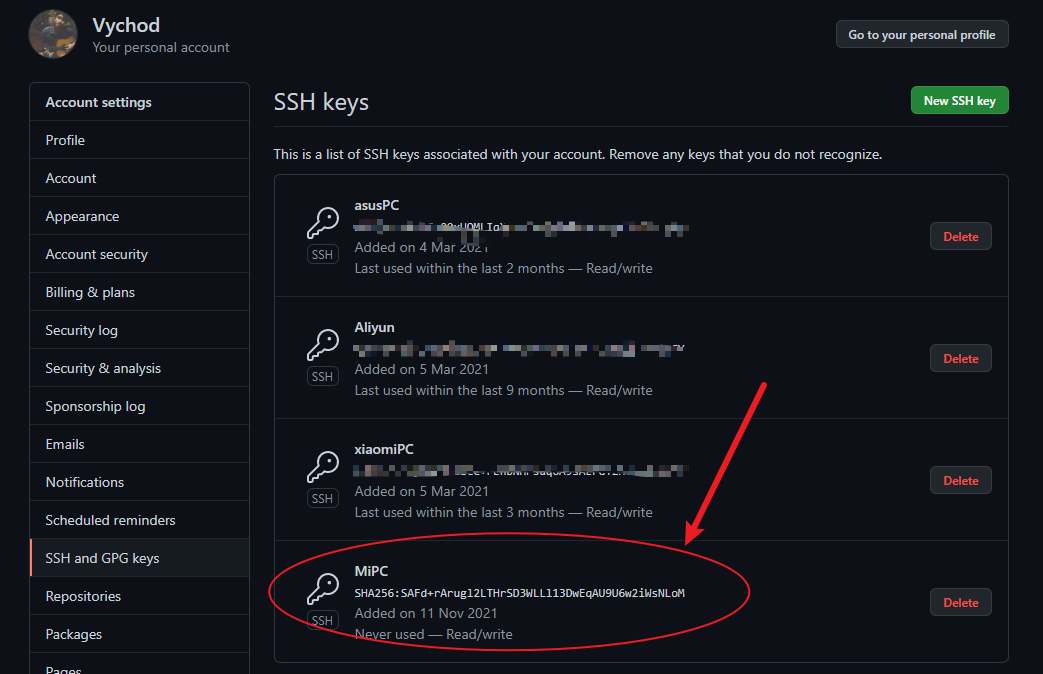 Vychod
Your personal account
Go to your personal profile
Account settings
Profile
Account
Appearance
Account security
Billing & plans
Security log
Security & analysis
Sponsorship log
Emails
Notifications
Scheduled reminders
SSH and GPG keys
Repositories
Packages
Pages
SSH keys
New SSH key
This is a list of SSH keys associated with your account. Remove any keys that you do not recognize.
asusPC
SSH
Added on 4 Mar 2021
Last used within the last 2 months — Read/write
Delete
Aliyun
SSH
Added on 5 Mar 2021
Last used within the last 9 months — Read/write
Delete
xiaomiPC
SSH
Added on 5 Mar 2021
Last used within the last 3 months — Read/write
Delete
MiPC
SHA256:SAFd+rArugl2LTHrSD3WLLl13DwEqAU9U6w2iWsNLoM
SSH
Added on 11 Nov 2021
Never used — Read/write
Delete